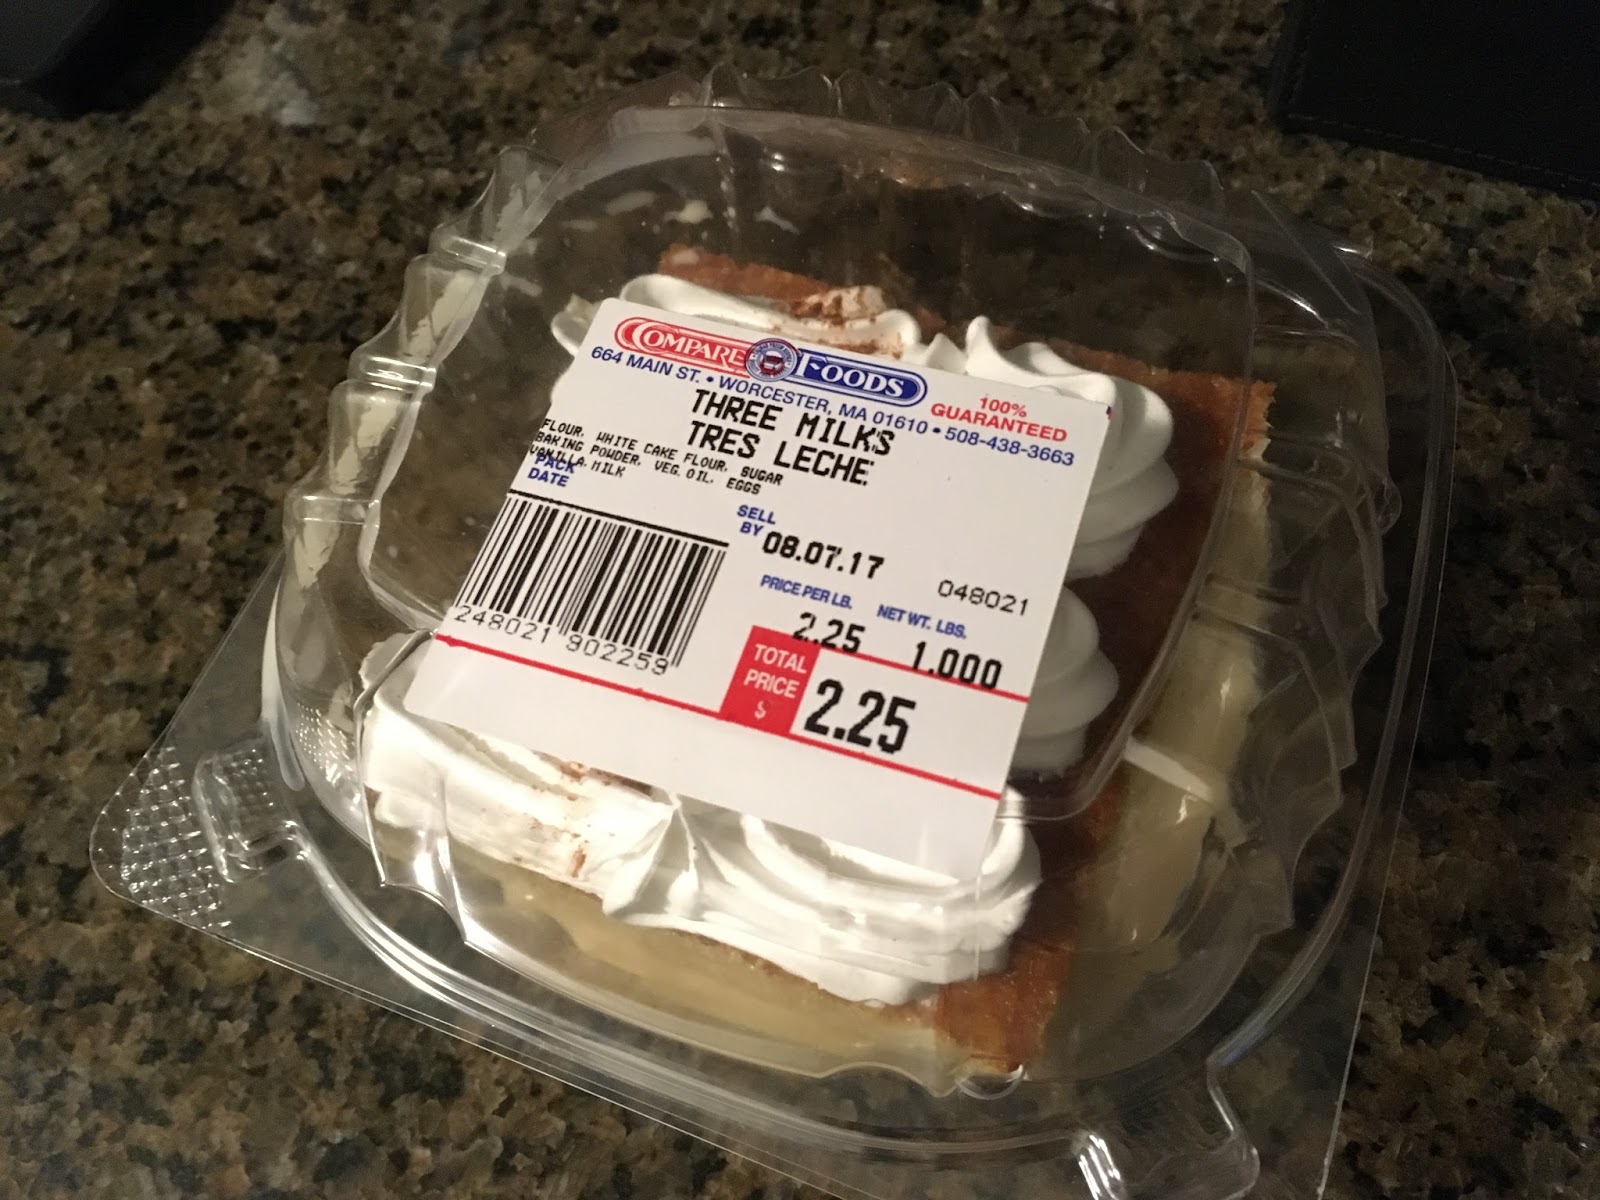 COMPARE FOODS
664 MAIN ST. • WORCESTER, MA 01610 • 508-438-3663
100%
GUARANTEED
THREE MILKS
TRES LECHE
FLOUR, WHITE CAKE FLOUR, SUGAR
BAKING POWDER, VEG.OIL, EGGS
VANILLA.MILK
PACK
DATE
SELL
BY 08.07.17
048021
PRICE PER LB. NET WT. LBS.
2.25 1.000
TOTAL
PRICE
$ 2.25
248021 902259